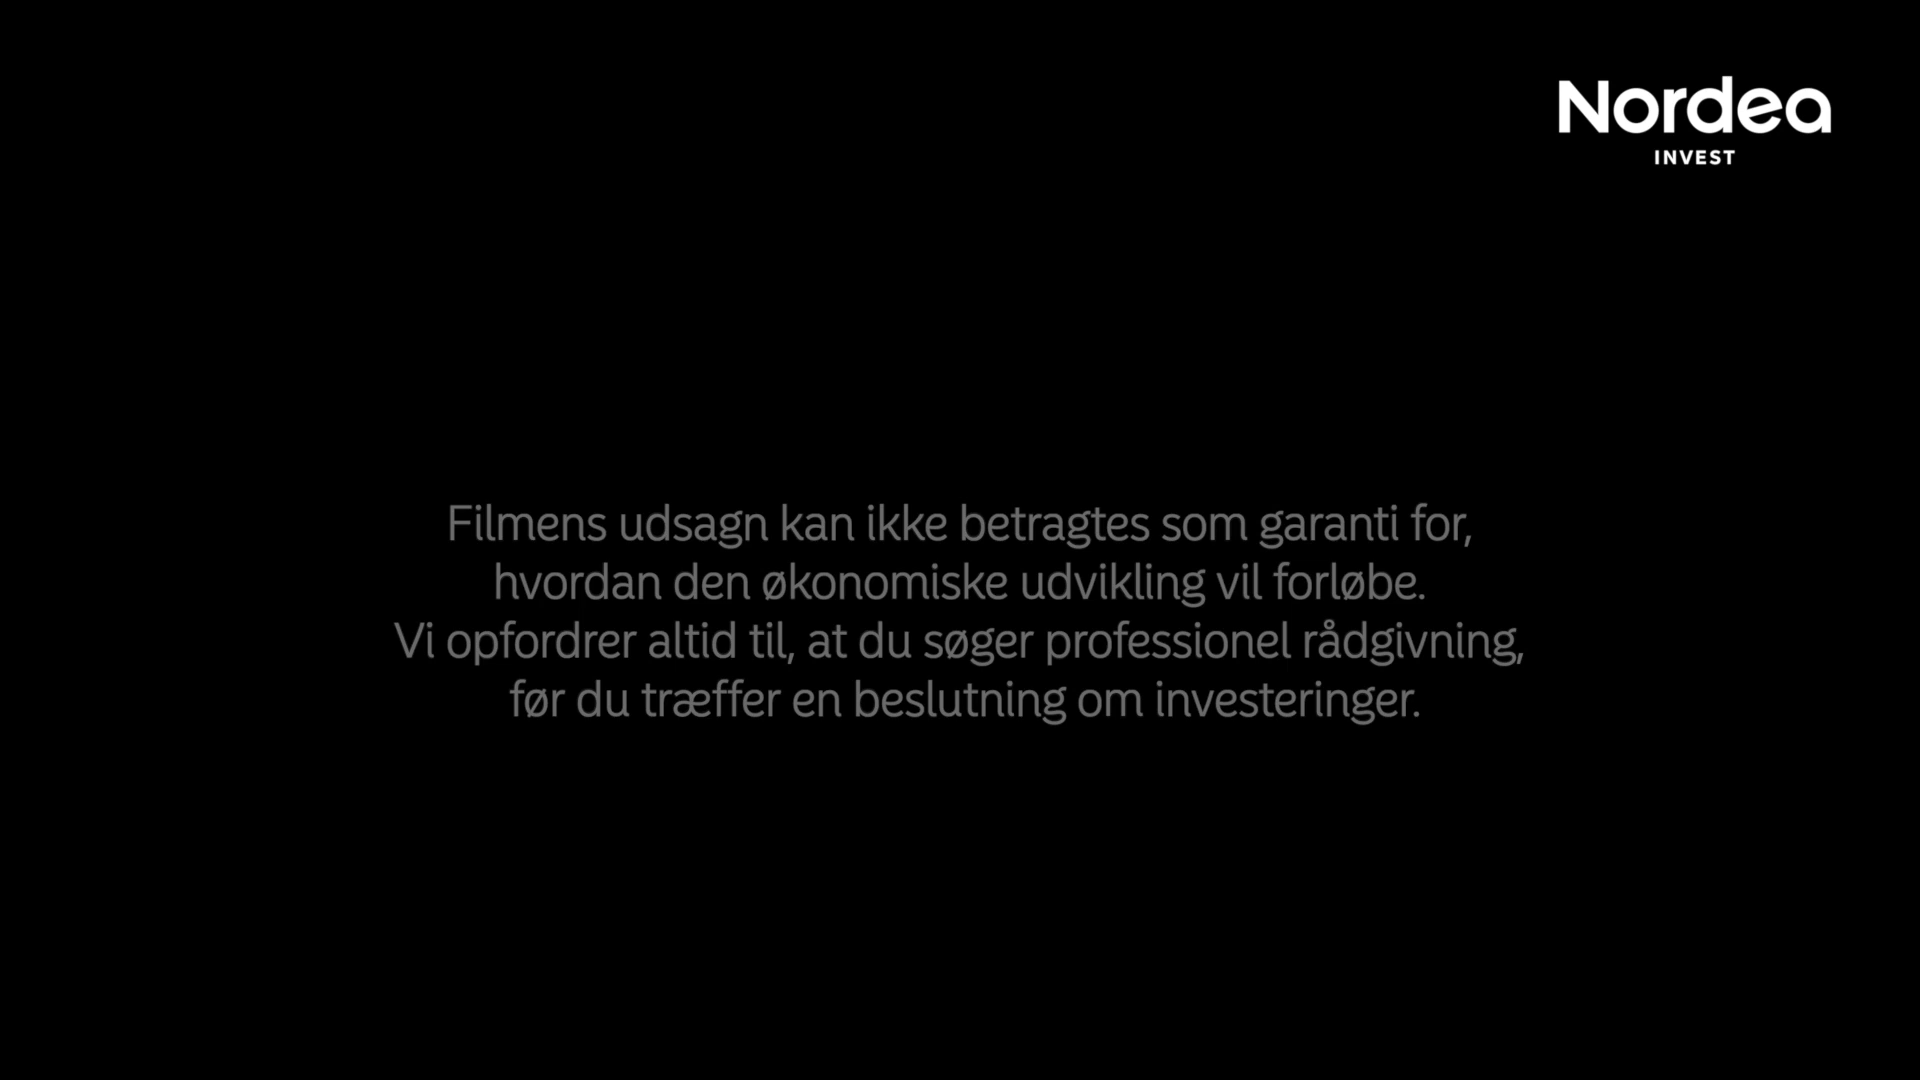 Nordea
INVEST
Filmens udsagn kan ikke betragtes som garanti for,
hvordan den økonomiske udvikling vil forløbe.
Vi opfordrer altid til, at du søger professionel rådgivning,
før du træffer en beslutning om investeringer.